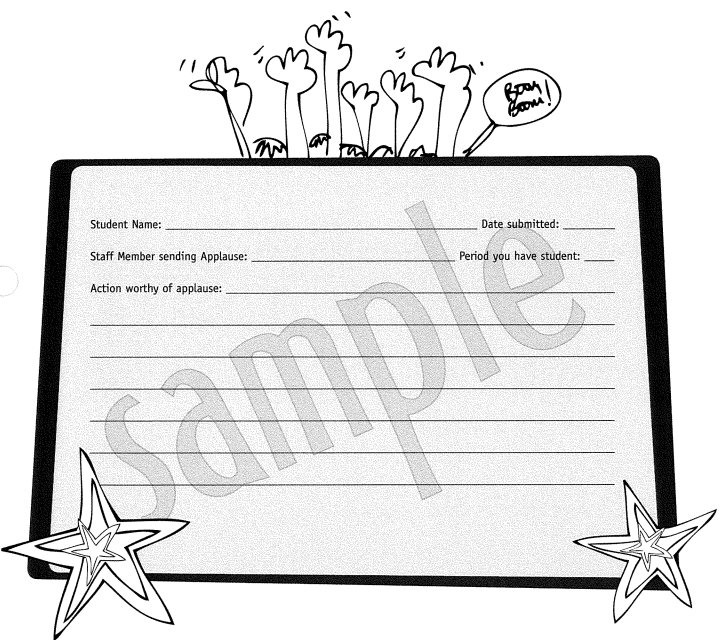 Boom
Boom!
Student Name: Date submitted:
Staff Member sending Applause: Period you have student:
Action worthy of applause:
sample